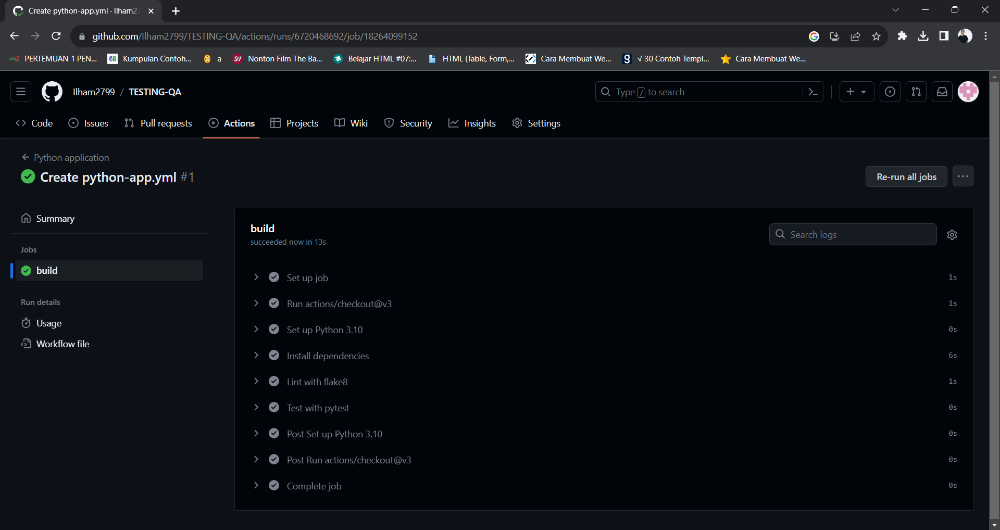 Create python-app.yml · Ilham27
github.com/Ilham2799/TESTING-QA/actions/runs/6720468692/job/18264099152
PERTEMUAN 1 PEN... Kumpulan Contoh... a Nonton Film The Ba... Belajar HTML #07:... HTML (Table, Form,... Cara Membuat We... √ 30 Contoh Templ... Cara Membuat We...
Ilham2799 / TESTING-QA Type / to search
Code Issues Pull requests Actions Projects Wiki Security Insights Settings
Python application
Create python-app.yml #1 Re-run all jobs
Summary
Jobs
build
Run details
Usage
Workflow file
build
succeeded now in 13s
Search logs
Set up job 1s
Run actions/checkout@v3 1s
Set up Python 3.10 0s
Install dependencies 6s
Lint with flake8 1s
Test with pytest 0s
Post Set up Python 3.10 0s
Post Run actions/checkout@v3 0s
Complete job 0s